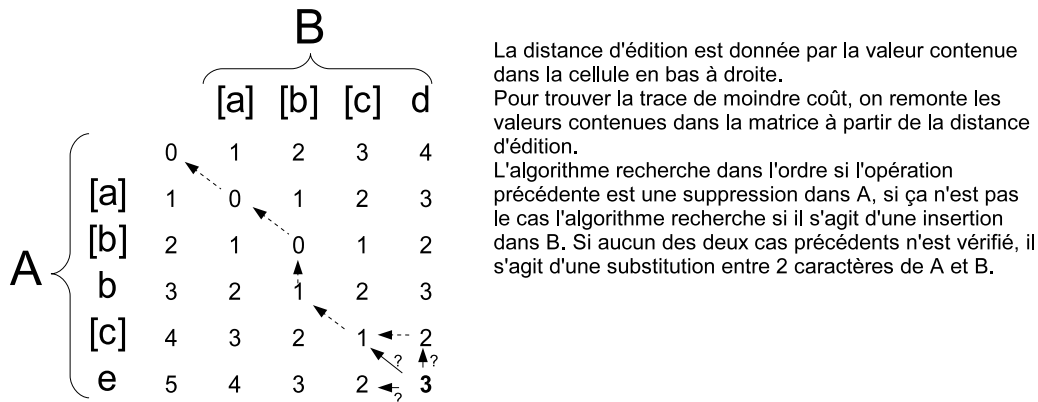 B
[a] [b] [c] d
0 1 2 3 4
[a] 1 0 1 2 3
[b] 2 1 0 1 2
A
b 3 2 1 2 3
[c] 4 3 2 1 2
? ?
e 5 4 3 2 3
?
La distance d'édition est donnée par la valeur contenue
dans la cellule en bas à droite.
Pour trouver la trace de moindre coût, on remonte les
valeurs contenues dans la matrice à partir de la distance
d'édition.
L'algorithme recherche dans l'ordre si l'opération
précédente est une suppression dans A, si ça n'est pas
le cas l'algorithme recherche si il s'agit d'une insertion
dans B. Si aucun des deux cas précédents n'est vérifié, il
s'agit d'une substitution entre 2 caractères de A et B.